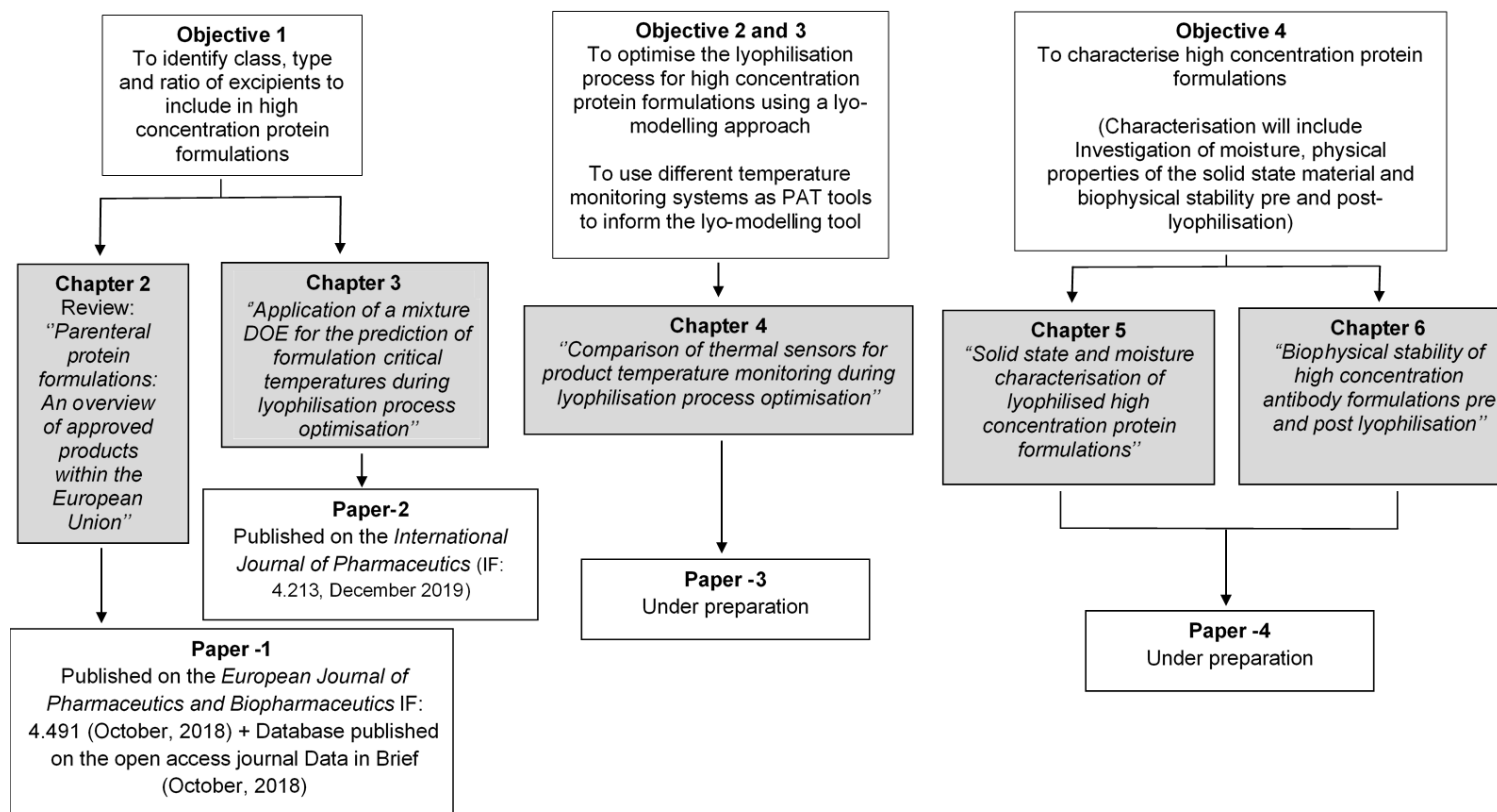 Objective 1
To identify class, type
and ratio of excipients to
include in high
concentration protein
formulations
Objective 2 and 3
To optimise the lyophilisation
process for high concentration
protein formulations using a lyo-
modelling approach
To use different temperature
monitoring systems as PAT tools
to inform the lyo-modelling tool
Objective 4
To characterise high concentration protein
formulations
(Characterisation will include
Investigation of moisture, physical
properties of the solid state material and
biophysical stability pre and post-
lyophilisation)
Chapter 2
Review:
‘’Parenteral
protein
formulations:
An overview
of approved
products
within the
European
Union’’
Chapter 3
‘’Application of a mixture
DOE for the prediction of
formulation critical
temperatures during
lyophilisation process
optimisation’’
Chapter 4
‘’Comparison of thermal sensors for
product temperature monitoring during
lyophilisation process optimisation’’
Chapter 5
“Solid state and moisture
characterisation of
lyophilised high
concentration protein
formulations’’
Chapter 6
“Biophysical stability of
high concentration
antibody formulations pre
and post lyophilisation’’
Paper-2
Published on the International
Journal of Pharmaceutics (IF:
4.213, December 2019)
Paper -3
Under preparation
Paper -4
Under preparation
Paper -1
Published on the European Journal of
Pharmaceutics and Biopharmaceutics IF:
4.491 (October, 2018) + Database published
on the open access journal Data in Brief
(October, 2018)